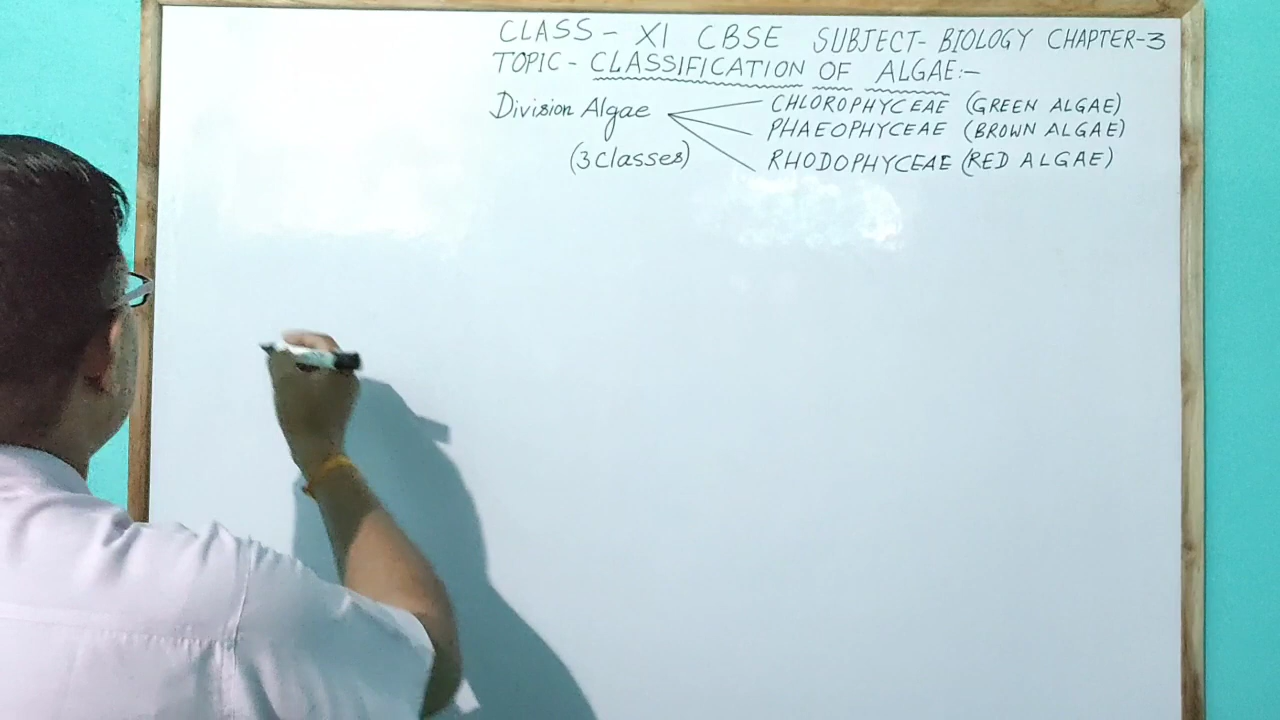 CLASS - XI CBSE SUBJECT - BIOLOGY CHAPTER-3
TOPIC - CLASSIFICATION OF ALGAE:-
Division Algae
(3 Classes)
CHLOROPHYCEAE (GREEN ALGAE)
PHAEOPHYCEAE (BROWN ALGAE)
RHODOPHYCEAE (RED ALGAE)